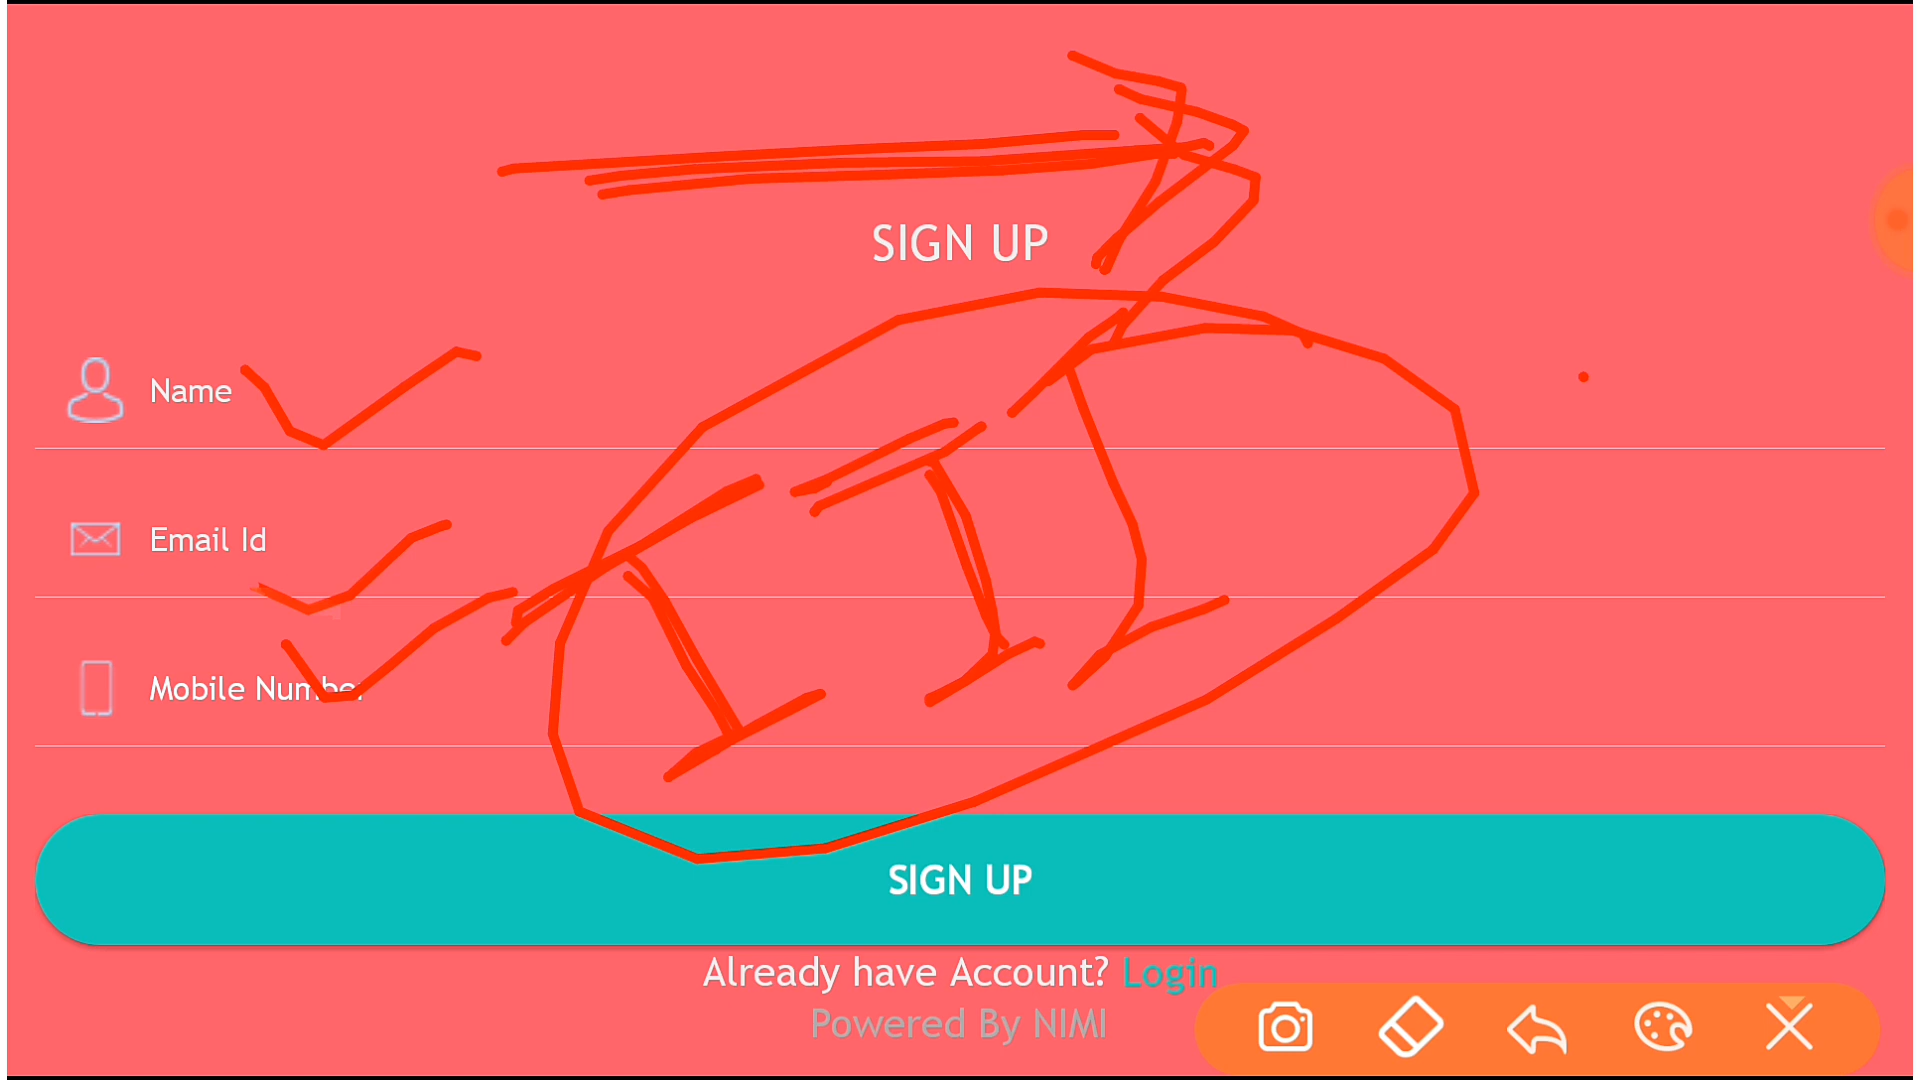 SIGN UP
Name
Email Id
Mobile Number
SIGN UP
Already have Account? Login
Powered By NIMI